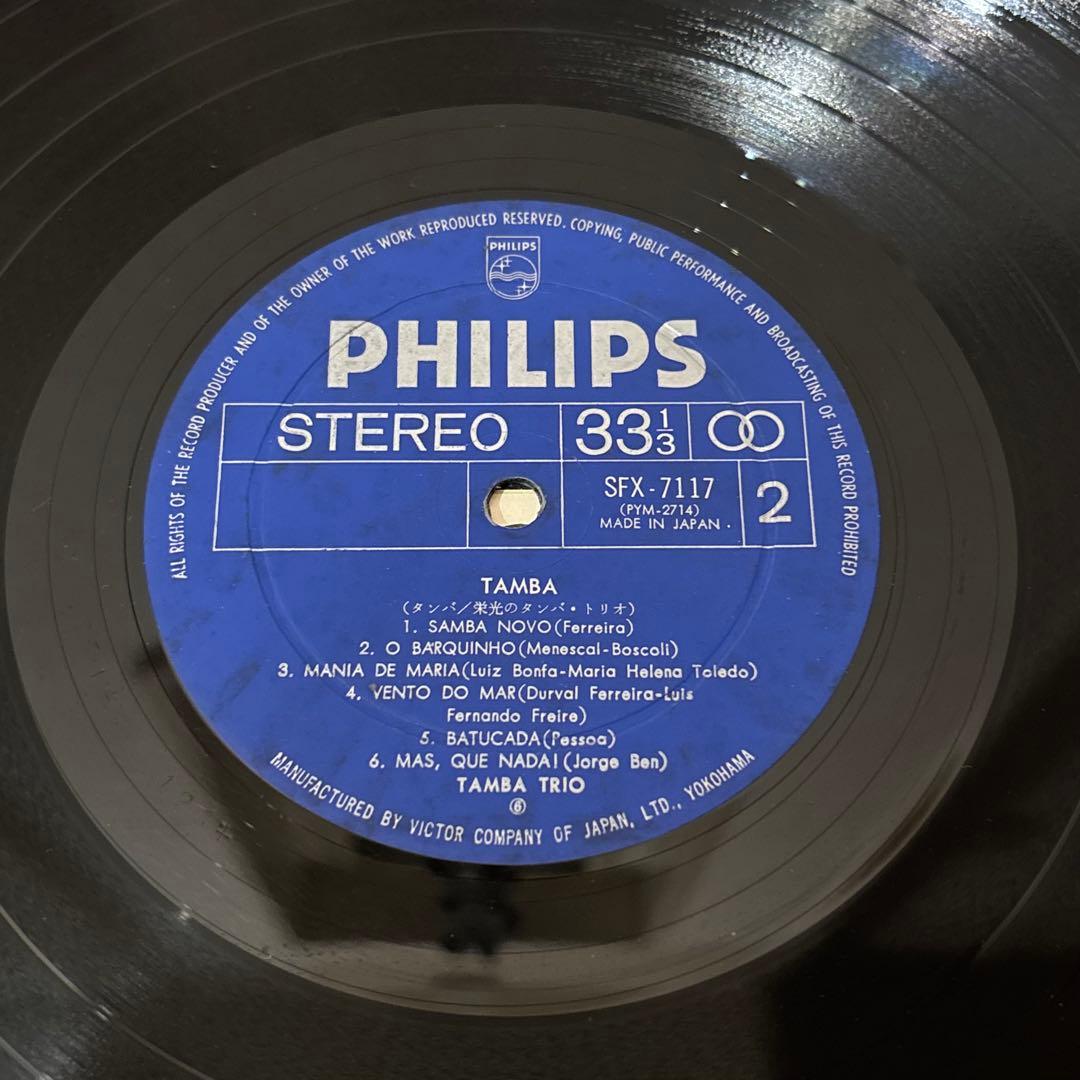 ALL RIGHTS OF THE RECORD PRODUCER AND OF THE OWNER OF THE WORK REPRODUCED RESERVED. COPYING, PUBLIC PERFORMANCE AND BROADCASTING OF THIS RECORD PROHIBITED
PHILIPS
PHILIPS
STEREO 33 1/3
SFX-7117 2
(PYM-2714)
MADE IN JAPAN.
TAMBA
(タンバ/栄光のタンバ・トリオ)
1. SAMBA NOVO(Ferreira)
2. O BARQUINHO(Menescal-Boscoli)
3. MANIA DE MARIA(Luiz Bonfa-Maria Helena Toledo)
4. VENTO DO MAR(Durval Ferreira-Luis
Fernando Freire)
5. BATUCADA(Pessoa)
6. MAS, QUE NADA!(Jorge Ben)
TAMBA TRIO
⑥
MANUFACTURED BY VICTOR COMPANY OF JAPAN, LTD., YOKOHAMA